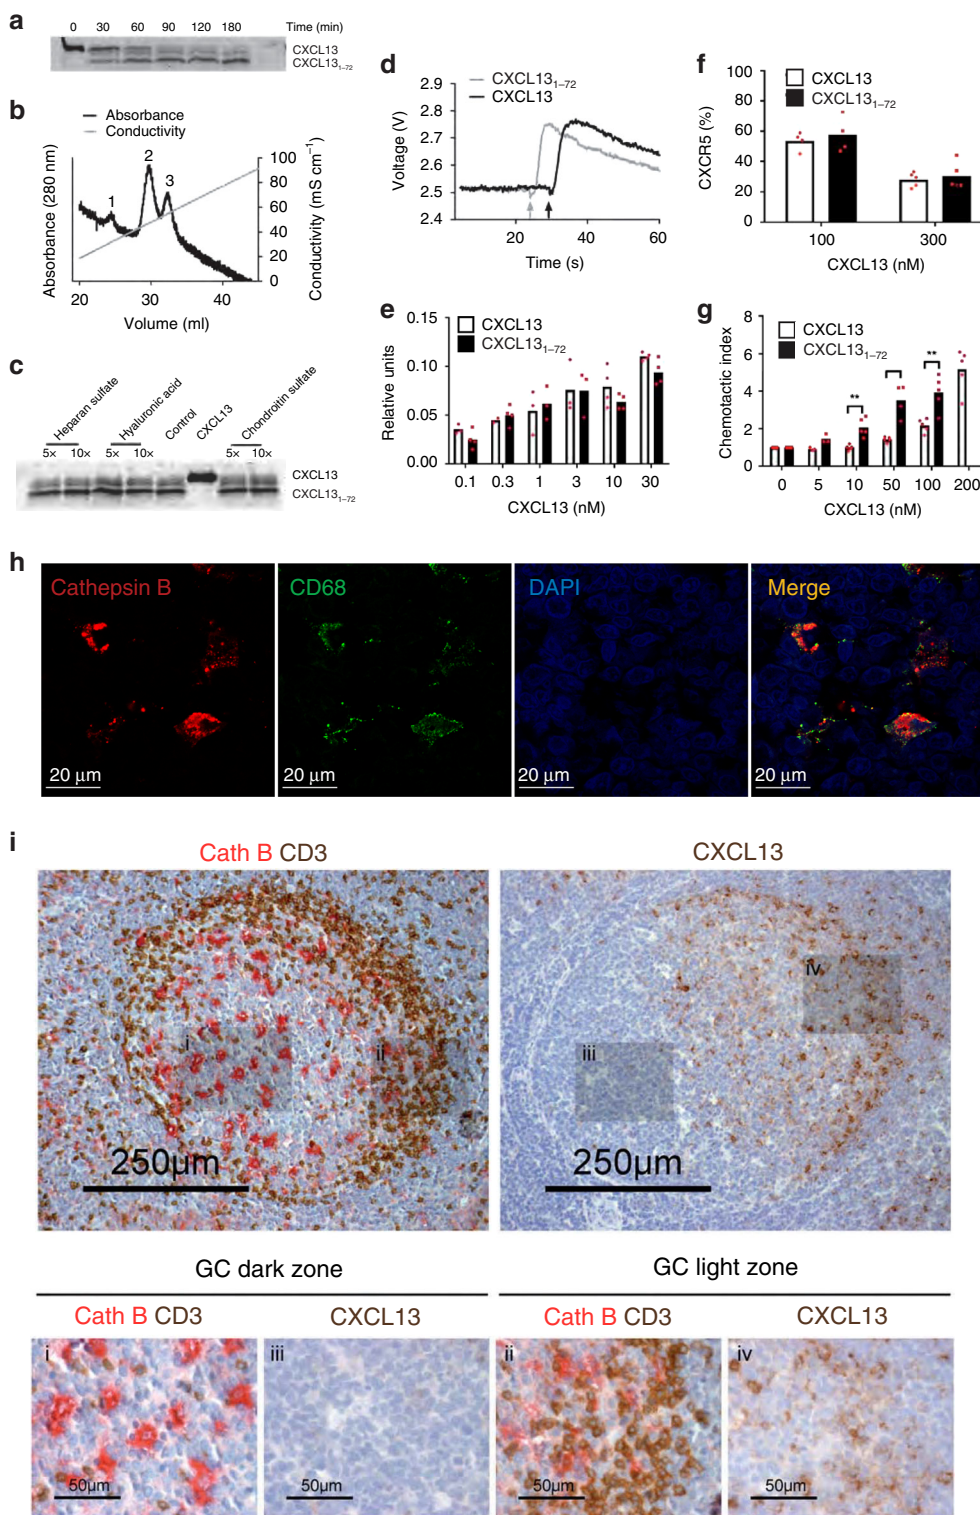 a
0 30 60 90 120 180 Time (min)
CXCL13
CXCL13₁₋₇₂
b
Absorbance
Conductivity
Absorbance (280 nm)
1 2 3
100
80
60
40
20
0
Conductivity (mS cm⁻¹)
20 30 40
Volume (ml)
c
Heparan sulfate
Hyaluronic acid
Control
CXCL13
Chondroitin sulfate
5× 10× 5× 10× 5× 10×
CXCL13
CXCL13₁₋₇₂
d
CXCL13₁₋₇₂
CXCL13
Voltage (V)
2.9
2.8
2.7
2.6
2.5
2.4
20 40 60
Time (s)
e
CXCL13
CXCL13₁₋₇₂
Relative units
0.15
0.10
0.05
0.00
0.1 0.3 1 3 10 30
CXCL13 (nM)
f
CXCL13
CXCL13₁₋₇₂
CXCR5 (%)
100
80
60
40
20
0
100 300
CXCL13 (nM)
g
CXCL13
CXCL13₁₋₇₂
Chemotactic index
8
6
4
2
0
** **
0 5 10 50 100 200
CXCL13 (nM)
h
Cathepsin B CD68 DAPI Merge
20 µm 20 µm 20 µm 20 µm
i
Cath B CD3 CXCL13
i ii iii iv
250µm 250µm
GC dark zone GC light zone
Cath B CD3 CXCL13 Cath B CD3 CXCL13
i iii ii iv
50µm 50µm 50µm 50µm